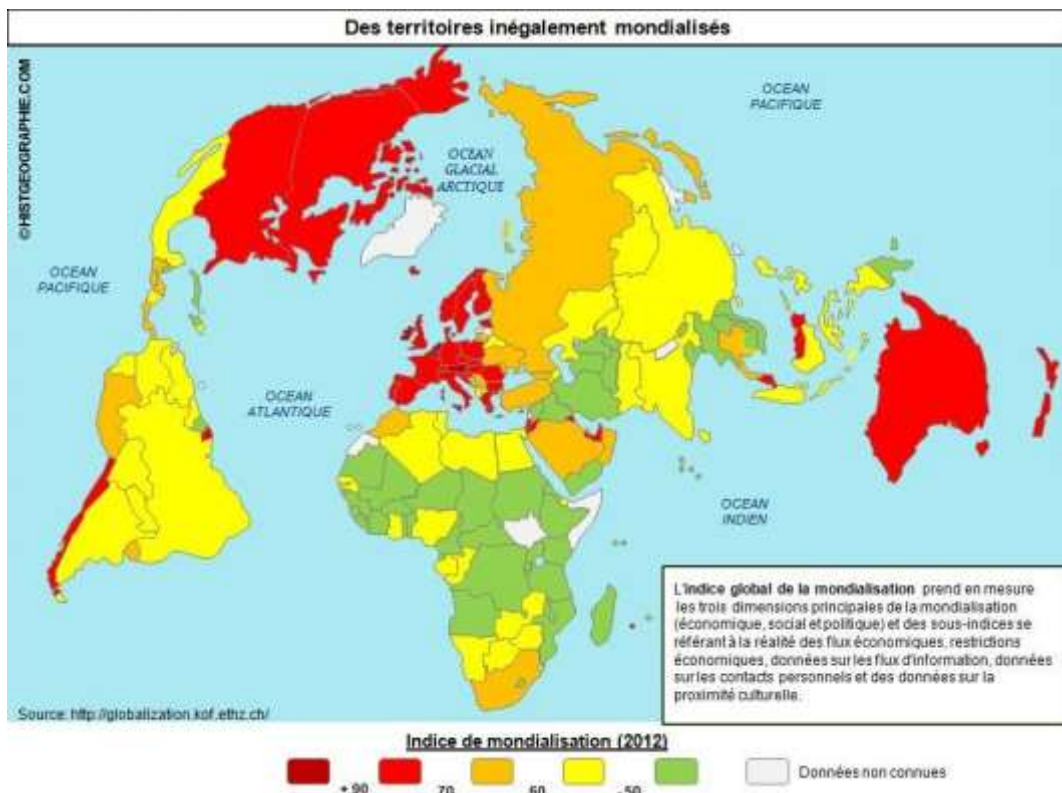 Des territoires inégalement mondialisés
©HISTGEOGRAPHIE.COM
OCEAN
PACIFIQUE
OCEAN
GLACIAL
ARCTIQUE
OCEAN
PACIFIQUE
OCEAN
ATLANTIQUE
OCEAN
INDIEN
L'indice global de la mondialisation prend en mesure
les trois dimensions principales de la mondialisation
(économique, social et politique) et des sous-indices se
référant à la réalité des flux économiques, restrictions
économiques, données sur les flux d'information, données
sur les contacts personnels et des données sur la
proximité culturelle.
Source: http://globalization.kof.ethz.ch/
Indice de mondialisation (2012)
+ 90 70 60 -50 Données non connues